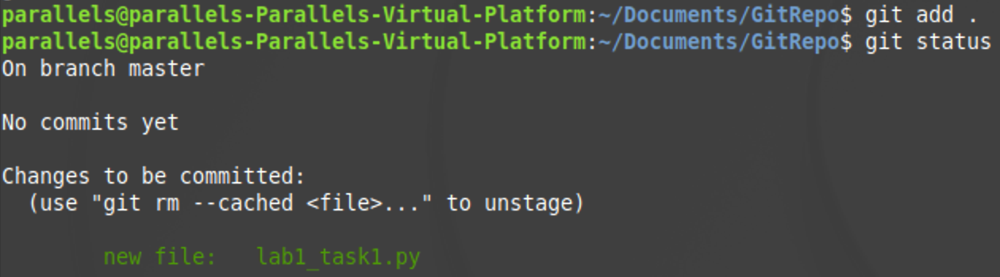 parallels@parallels-Parallels-Virtual-Platform:~/Documents/GitRepo$ git add .
parallels@parallels-Parallels-Virtual-Platform:~/Documents/GitRepo$ git status
On branch master
No commits yet
Changes to be committed:
  (use "git rm --cached <file>..." to unstage)
        new file:   lab1_task1.py